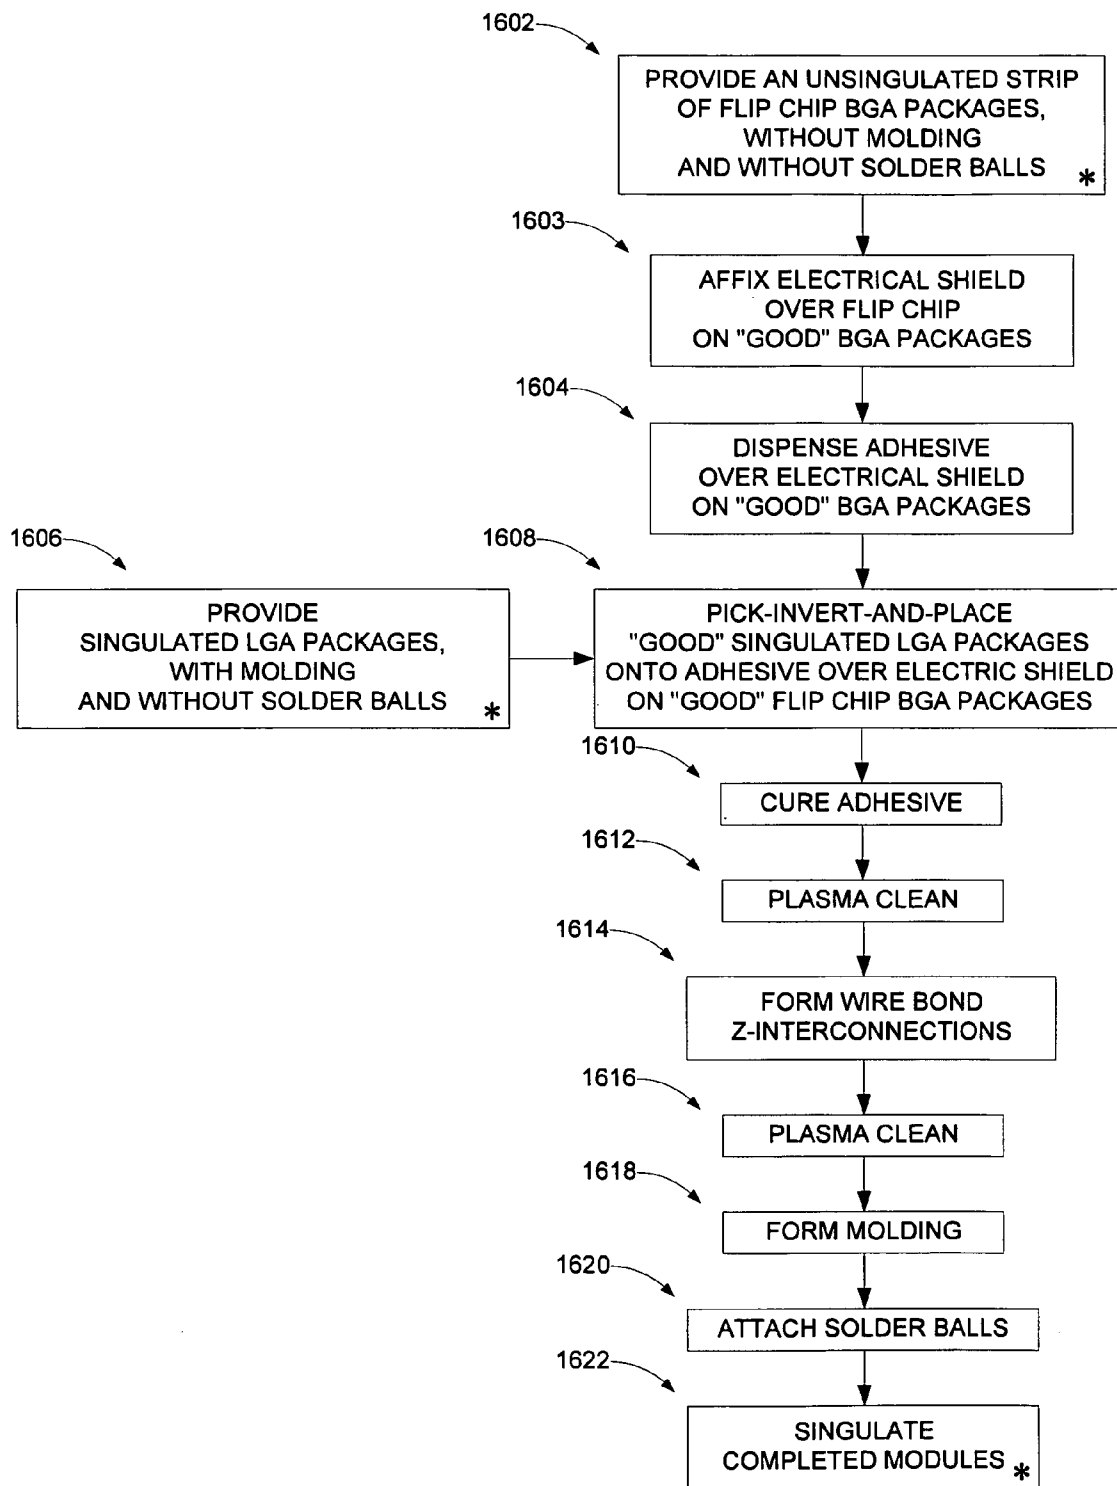 1602
PROVIDE AN UNSINGULATED STRIP
OF FLIP CHIP BGA PACKAGES,
WITHOUT MOLDING
AND WITHOUT SOLDER BALLS *
1603
AFFIX ELECTRICAL SHIELD
OVER FLIP CHIP
ON "GOOD" BGA PACKAGES
1604
DISPENSE ADHESIVE
OVER ELECTRICAL SHIELD
ON "GOOD" BGA PACKAGES
1606
PROVIDE
SINGULATED LGA PACKAGES,
WITH MOLDING
AND WITHOUT SOLDER BALLS *
1608
PICK-INVERT-AND-PLACE
"GOOD" SINGULATED LGA PACKAGES
ONTO ADHESIVE OVER ELECTRIC SHIELD
ON "GOOD" FLIP CHIP BGA PACKAGES
1610
CURE ADHESIVE
1612
PLASMA CLEAN
1614
FORM WIRE BOND
Z-INTERCONNECTIONS
1616
PLASMA CLEAN
1618
FORM MOLDING
1620
ATTACH SOLDER BALLS
1622
SINGULATE
COMPLETED MODULES *